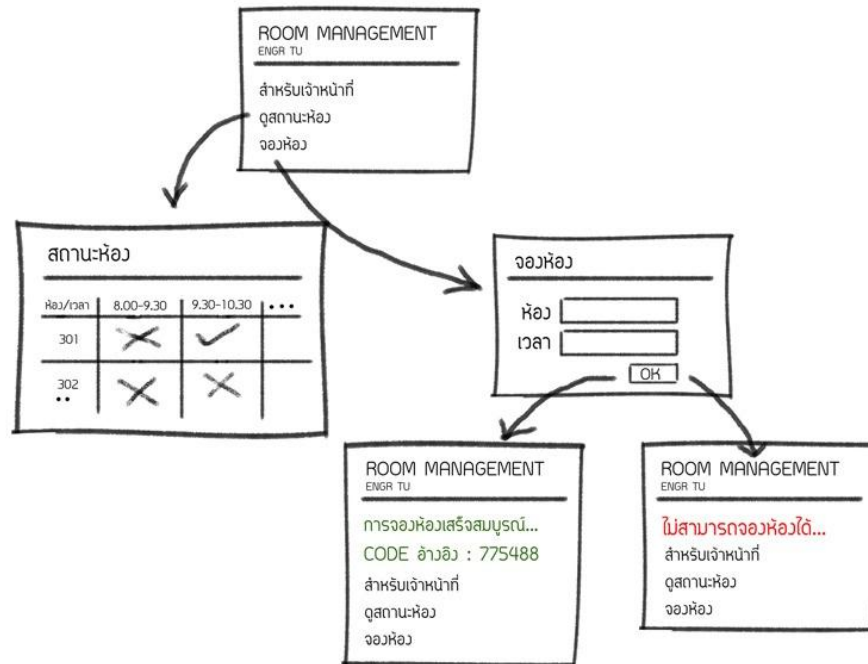 ROOM MANAGEMENT
ENGR TU
สำหรับเจ้าหน้าที่
ดูสถานะห้อง
จองห้อง
สถานะห้อง
ห้อง/เวลา 8.00-9.30 9.30-10.30 ...
301
302
..
จองห้อง
ห้อง
เวลา
OK
ROOM MANAGEMENT
ENGR TU
การจองห้องเสร็จสมบูรณ์...
CODE อ้างอิง : 775488
สำหรับเจ้าหน้าที่
ดูสถานะห้อง
จองห้อง
ROOM MANAGEMENT
ENGR TU
ไม่สามารถจองห้องได้...
สำหรับเจ้าหน้าที่
ดูสถานะห้อง
จองห้อง